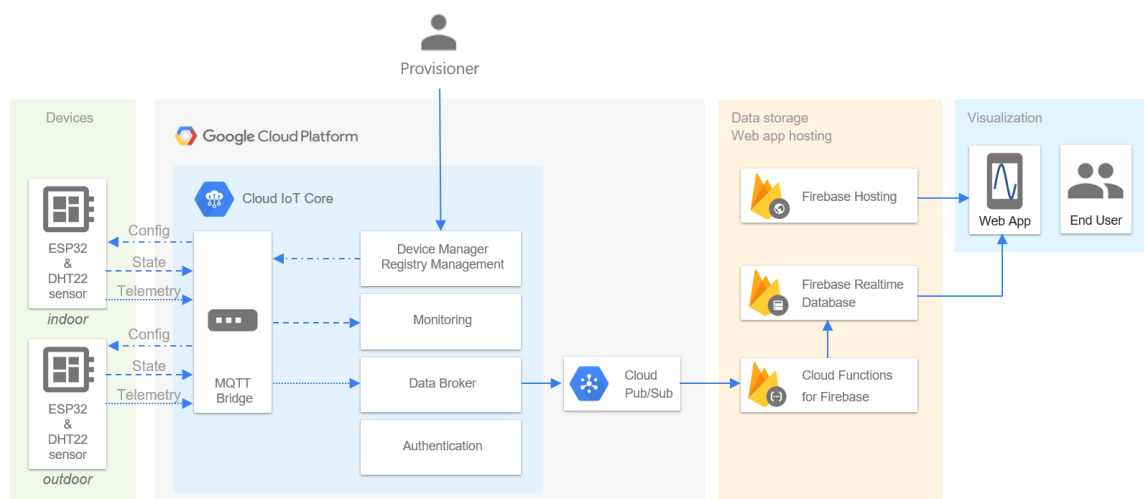 Provisioner
Devices
Google Cloud Platform
Cloud IoT Core
ESP32
&
DHT22
sensor
indoor
Config
State
Telemetry
ESP32
&
DHT22
sensor
outdoor
Config
State
Telemetry
MQTT
Bridge
Device Manager
Registry Management
Monitoring
Data Broker
Authentication
Cloud
Pub/Sub
Data storage
Web app hosting
Firebase Hosting
Firebase Realtime
Database
Cloud Functions
for Firebase
Visualization
Web App
End User